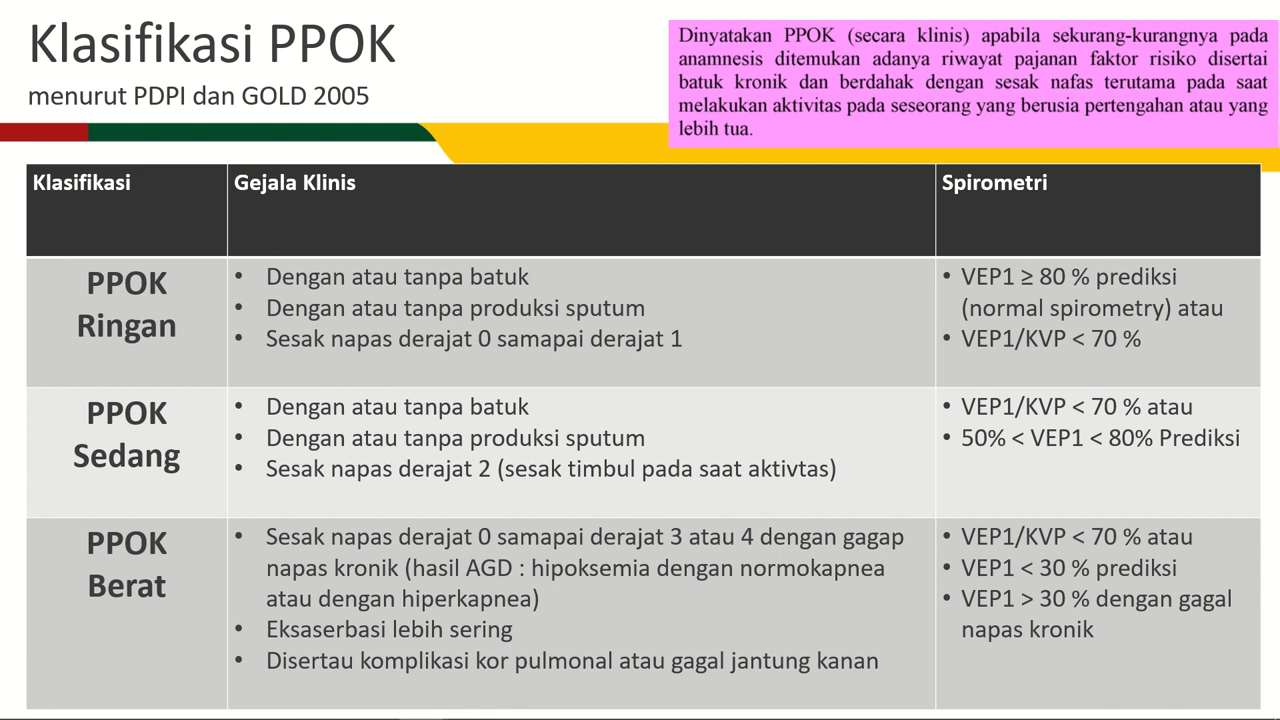 Klasifikasi PPOK
menurut PDPI dan GOLD 2005
Dinyatakan PPOK (secara klinis) apabila sekurang-kurangnya pada
anamnesis ditemukan adanya riwayat pajanan faktor risiko disertai
batuk kronik dan berdahak dengan sesak nafas terutama pada saat
melakukan aktivitas pada seseorang yang berusia pertengahan atau yang
lebih tua.
Klasifikasi
Gejala Klinis
Spirometri
PPOK
Ringan
• Dengan atau tanpa batuk
• Dengan atau tanpa produksi sputum
• Sesak napas derajat 0 samapai derajat 1
• VEP1 ≥ 80 % prediksi
(normal spirometry) atau
• VEP1/KVP < 70 %
PPOK
Sedang
• Dengan atau tanpa batuk
• Dengan atau tanpa produksi sputum
• Sesak napas derajat 2 (sesak timbul pada saat aktivtas)
• VEP1/KVP < 70 % atau
• 50% < VEP1 < 80% Prediksi
PPOK
Berat
• Sesak napas derajat 0 samapai derajat 3 atau 4 dengan gagap
napas kronik (hasil AGD : hipoksemia dengan normokapnea
atau dengan hiperkapnea)
• Eksaserbasi lebih sering
• Disertau komplikasi kor pulmonal atau gagal jantung kanan
• VEP1/KVP < 70 % atau
• VEP1 < 30 % prediksi
• VEP1 > 30 % dengan gagal
napas kronik